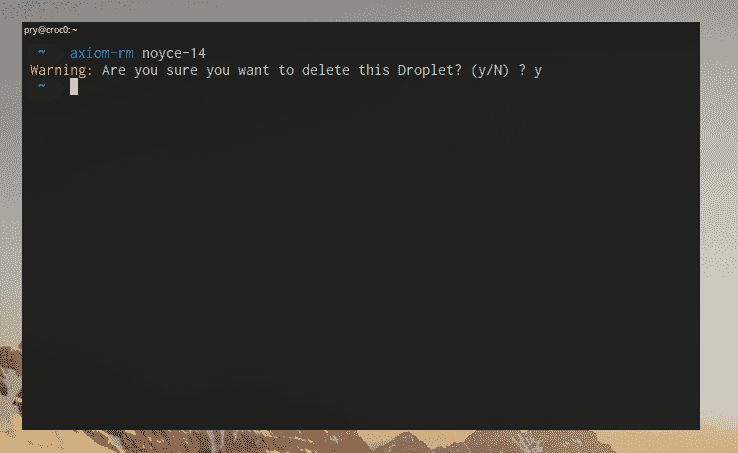 pry@croc0: ~
~ axiom-rm noyce-14
Warning: Are you sure you want to delete this Droplet? (y/N) ? y
~